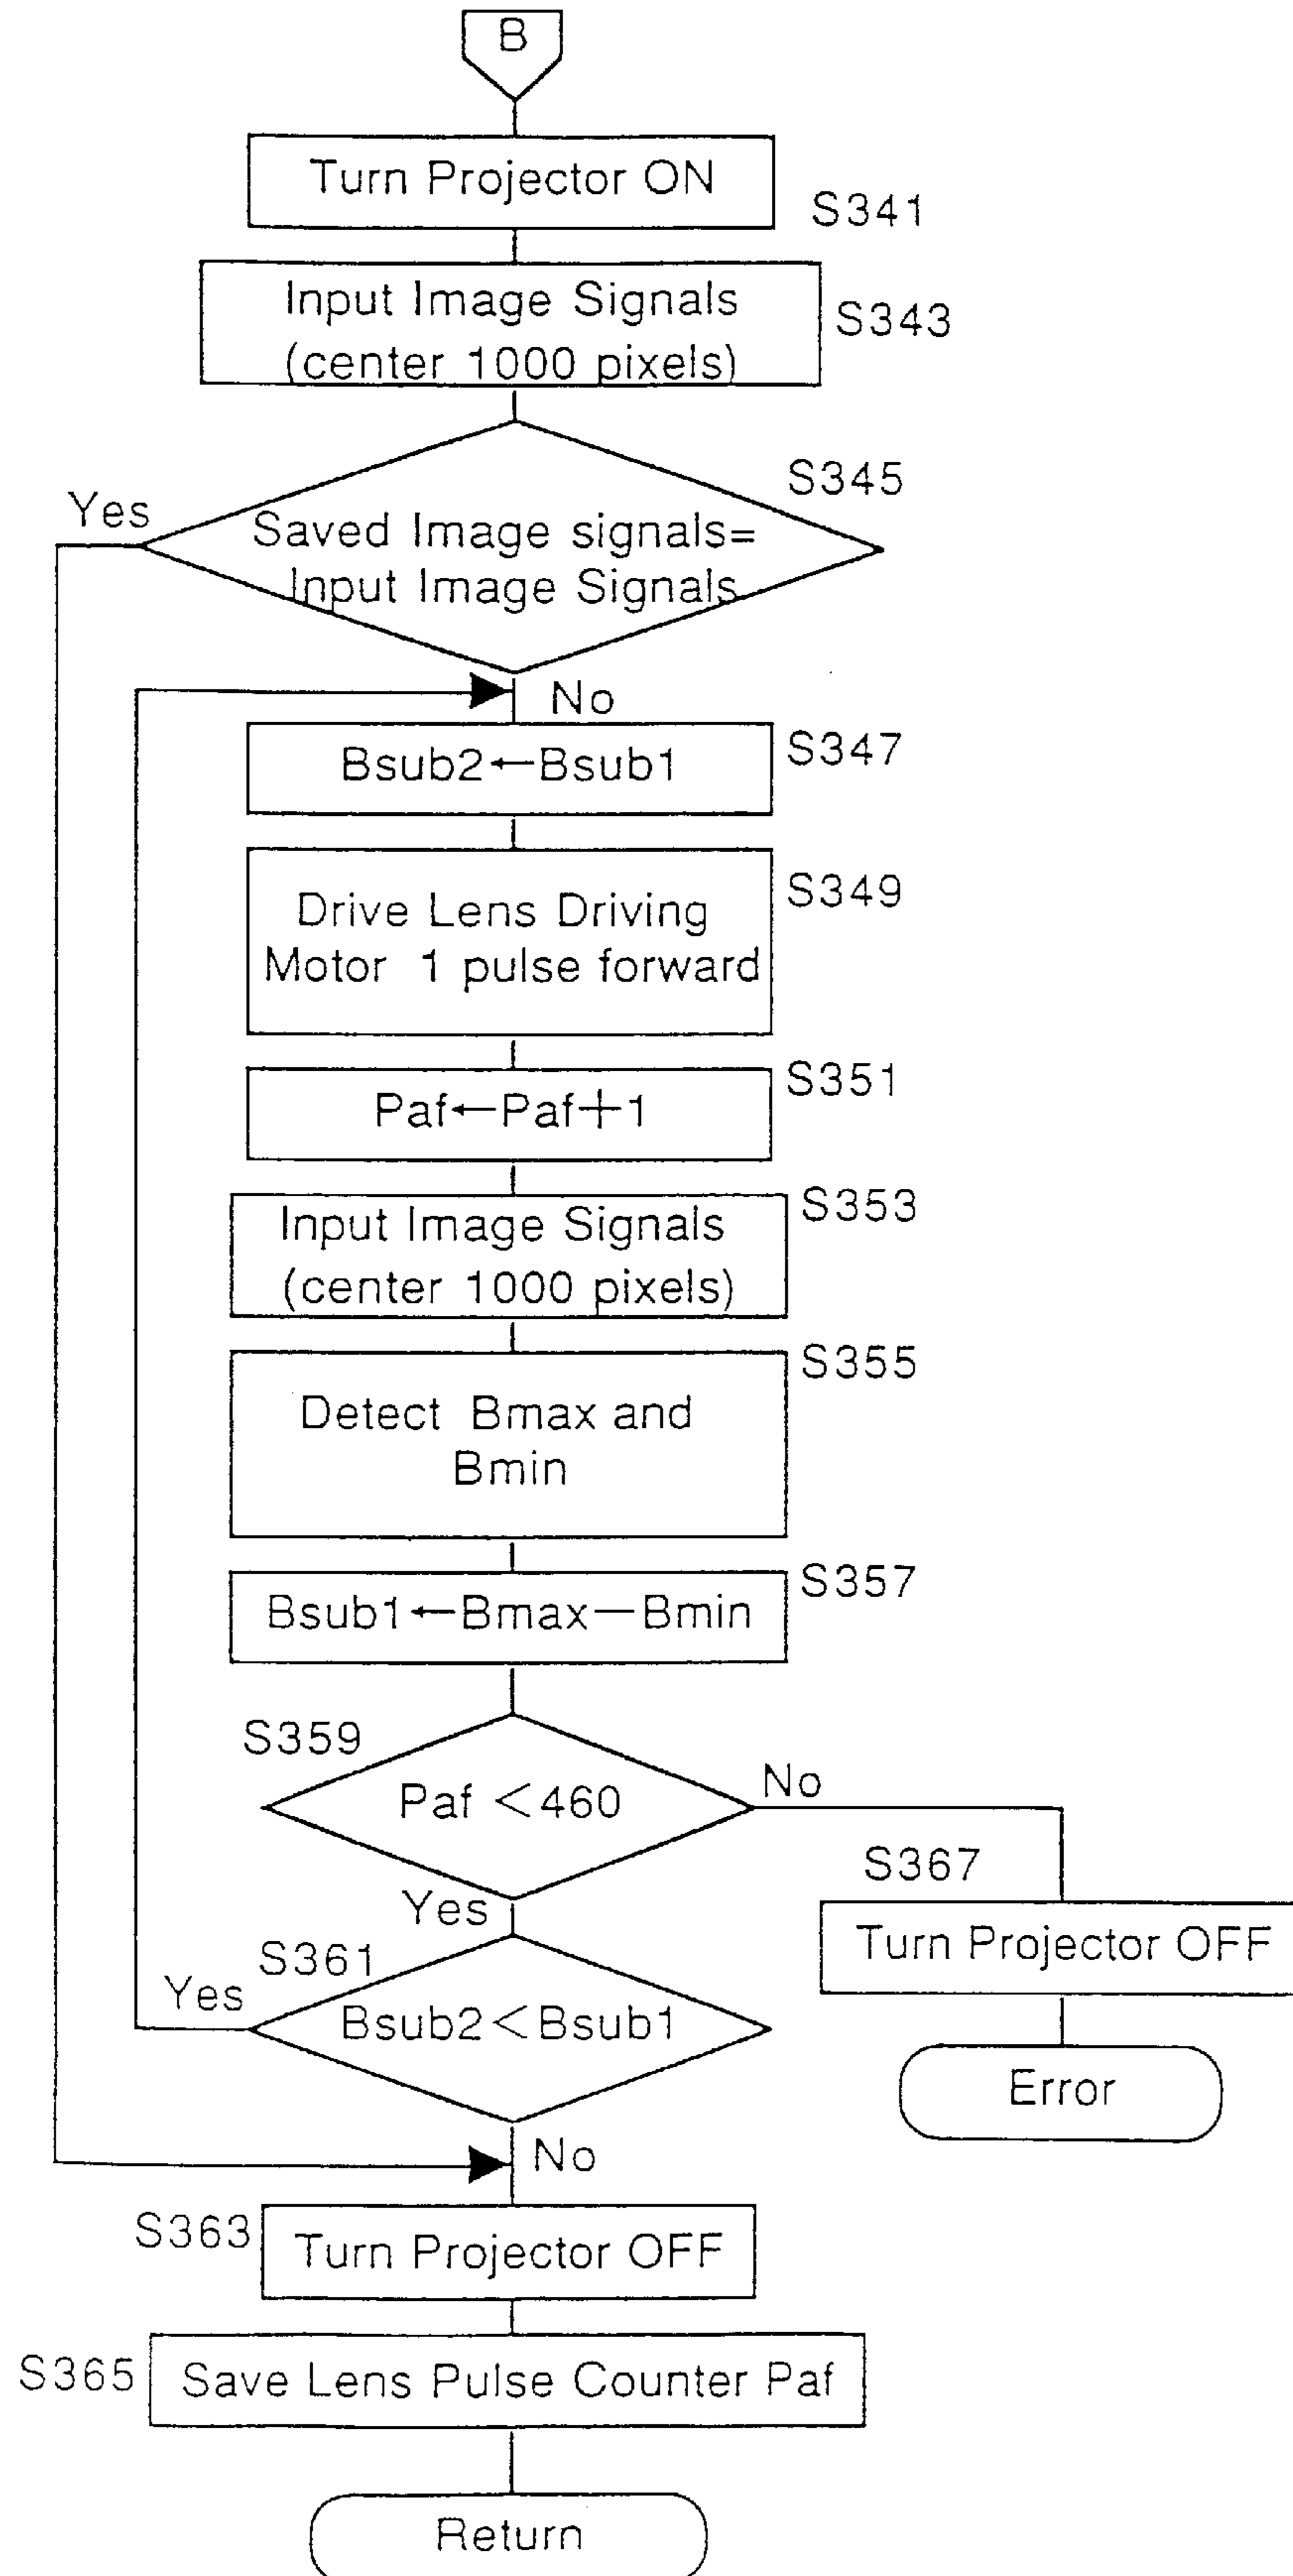 B
Turn Projector ON
S341
Input Image Signals
(center 1000 pixels)
S343
S345
Yes
Saved Image signals=
Input Image Signals
No
Bsub2←Bsub1
S347
Drive Lens Driving
Motor 1 pulse forward
S349
Paf←Paf+1
S351
Input Image Signals
(center 1000 pixels)
S353
Detect Bmax and
Bmin
S355
Bsub1←Bmax—Bmin
S357
S359
Paf <460
No
S367
Yes
Turn Projector OFF
S361
Yes
Bsub2<Bsub1
Error
No
S363
Turn Projector OFF
S365
Save Lens Pulse Counter Paf
Return